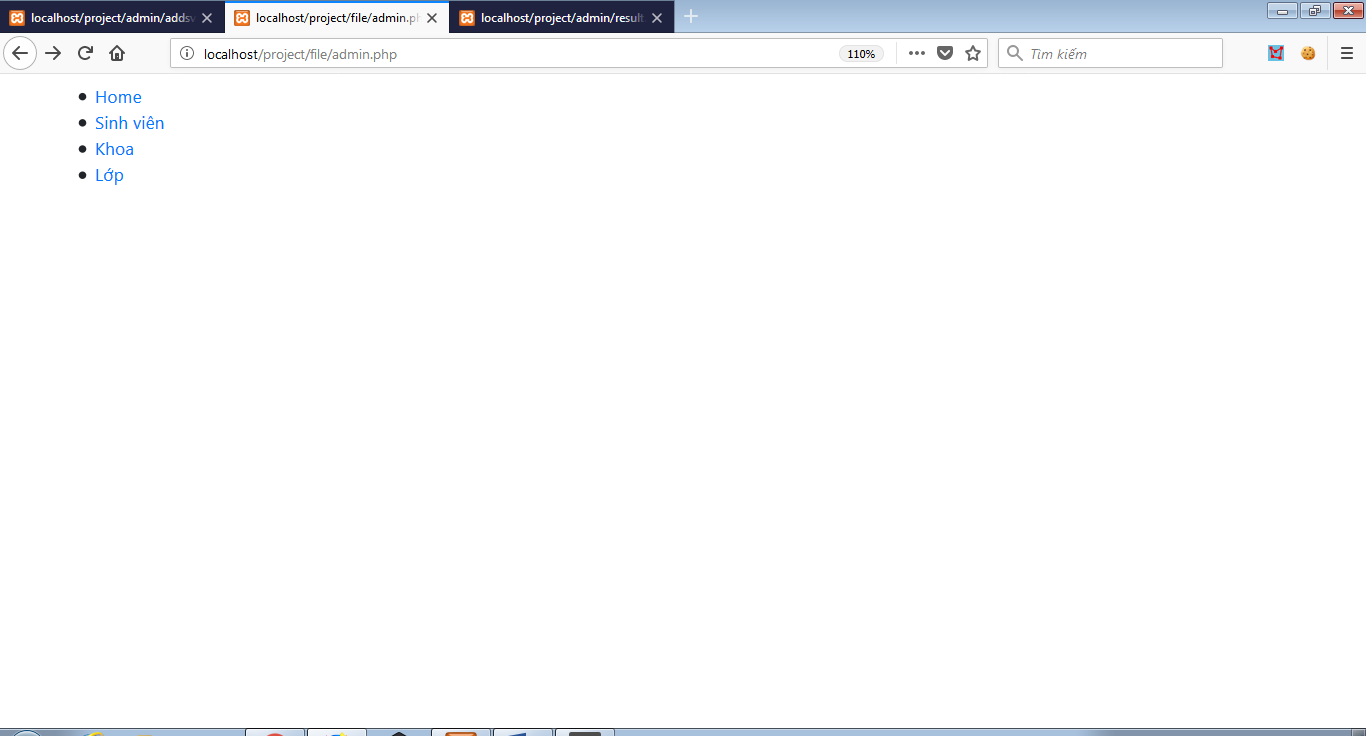 localhost/project/admin/addsv
localhost/project/file/admin.ph
localhost/project/admin/result.
localhost/project/file/admin.php
110%
Tìm kiếm
Home
Sinh viên
Khoa
Lớp